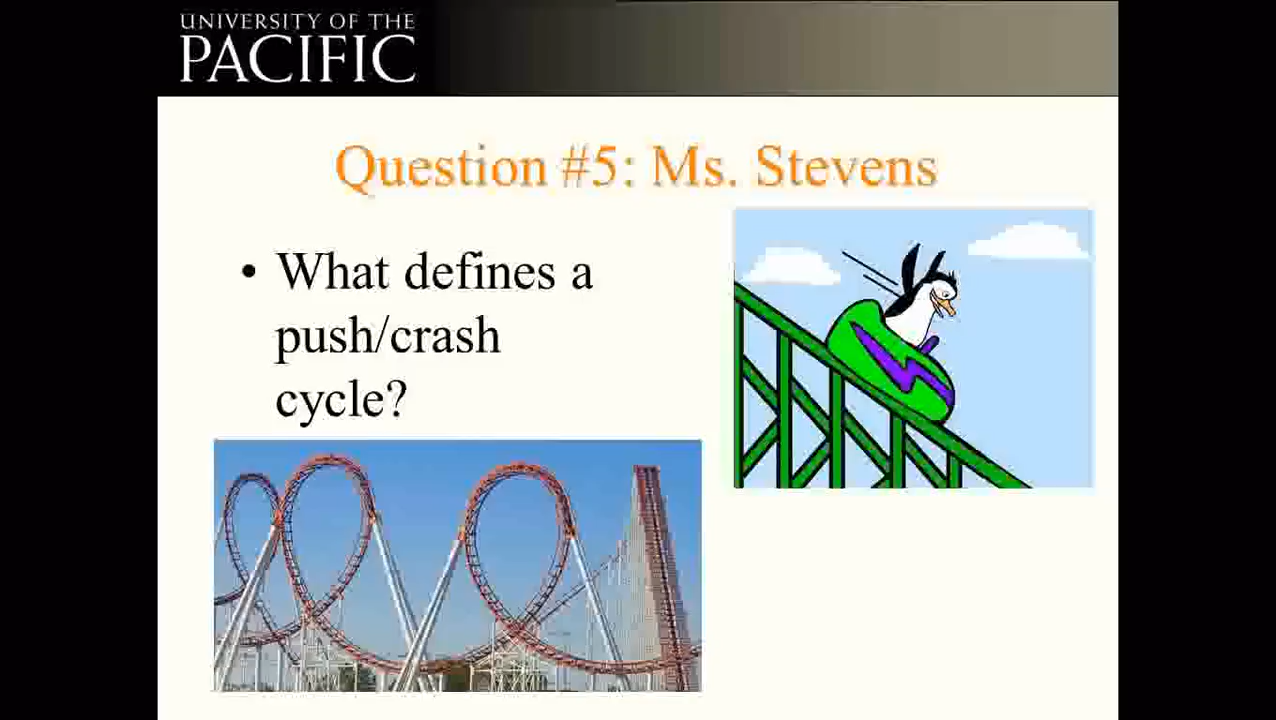 UNIVERSITY OF THE
PACIFIC
Question #5: Ms. Stevens
• What defines a
push/crash
cycle?